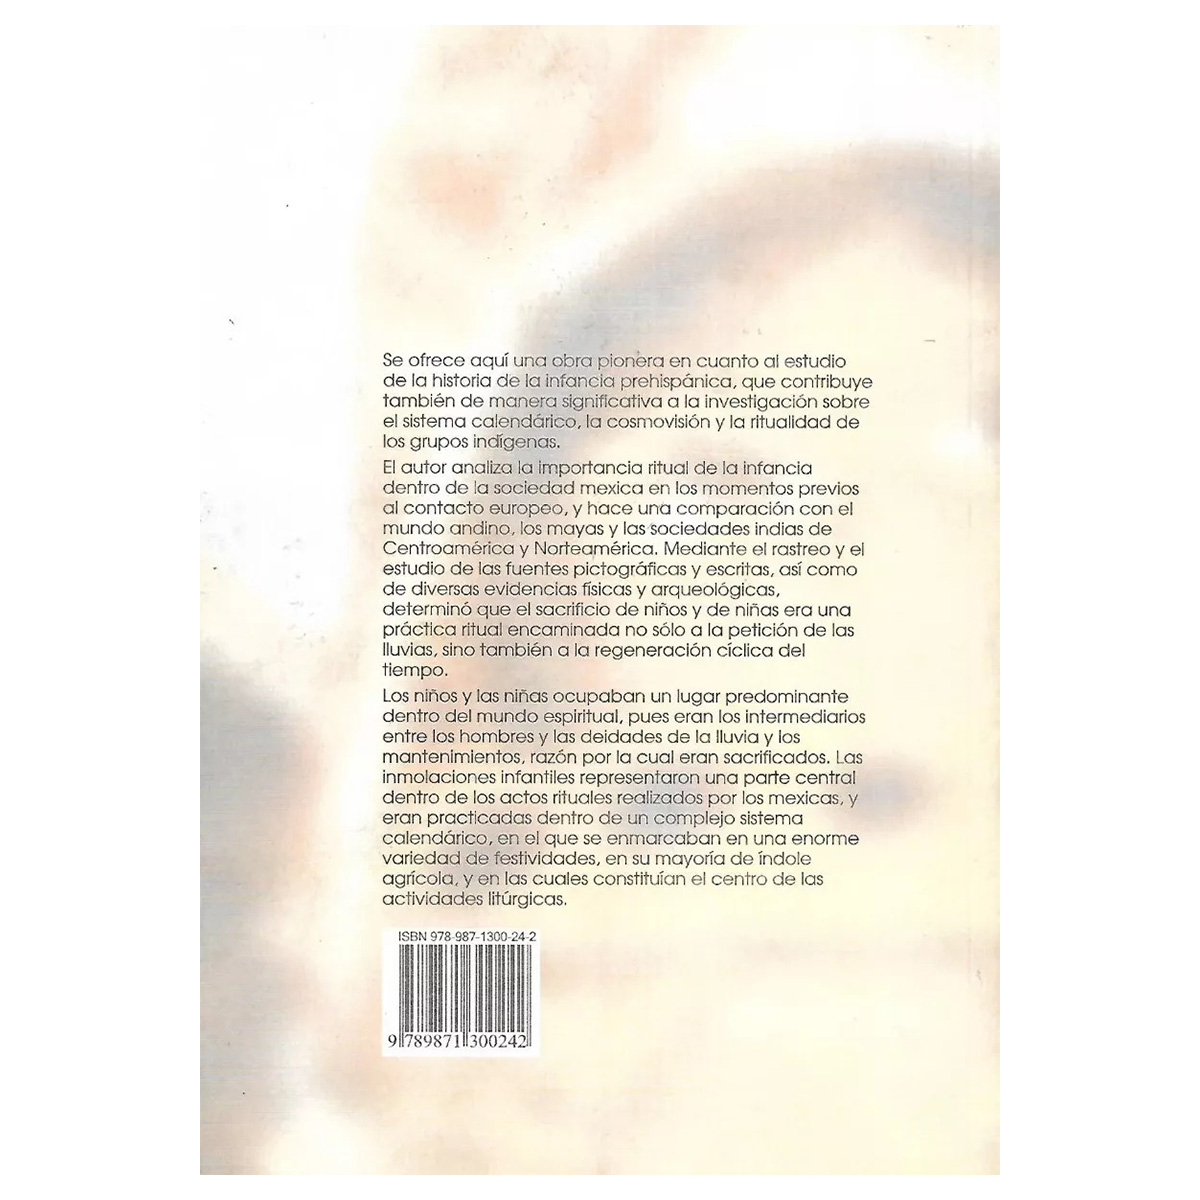 Se ofrece aquí una obra pionera en cuanto al estudio
de la historia de la infancia prehispánica, que contribuye
también de manera significativa a la investigación sobre
el sistema calendárico, la cosmovisión y la ritualidad de
los grupos indígenas.
El autor analiza la importancia ritual de la infancia
dentro de la sociedad mexica en los momentos previos
al contacto europeo, y hace una comparación con el
mundo andino, los mayas y las sociedades indias de
Centroamérica y Norteamérica. Mediante el rastreo y el
estudio de las fuentes pictográficas y escritas, así como
de diversas evidencias físicas y arqueológicas,
determinó que el sacrificio de niños y de niñas era una
práctica ritual encaminada no sólo a la petición de las
lluvias, sino también a la regeneración cíclica del
tiempo.
Los niños y las niñas ocupaban un lugar predominante
dentro del mundo espiritual, pues eran los intermediarios
entre los hombres y las deidades de la lluvia y los
mantenimientos, razón por la cual eran sacrificados. Las
inmolaciones infantiles representaron una parte central
dentro de los actos rituales realizados por los mexicas, y
eran practicadas dentro de un complejo sistema
calendárico, en el que se enmarcaban en una enorme
variedad de festividades, en su mayoría de índole
agrícola, y en las cuales constituían el centro de las
actividades litúrgicas.
ISBN 978-987-1300-24-2
9 789871 300242